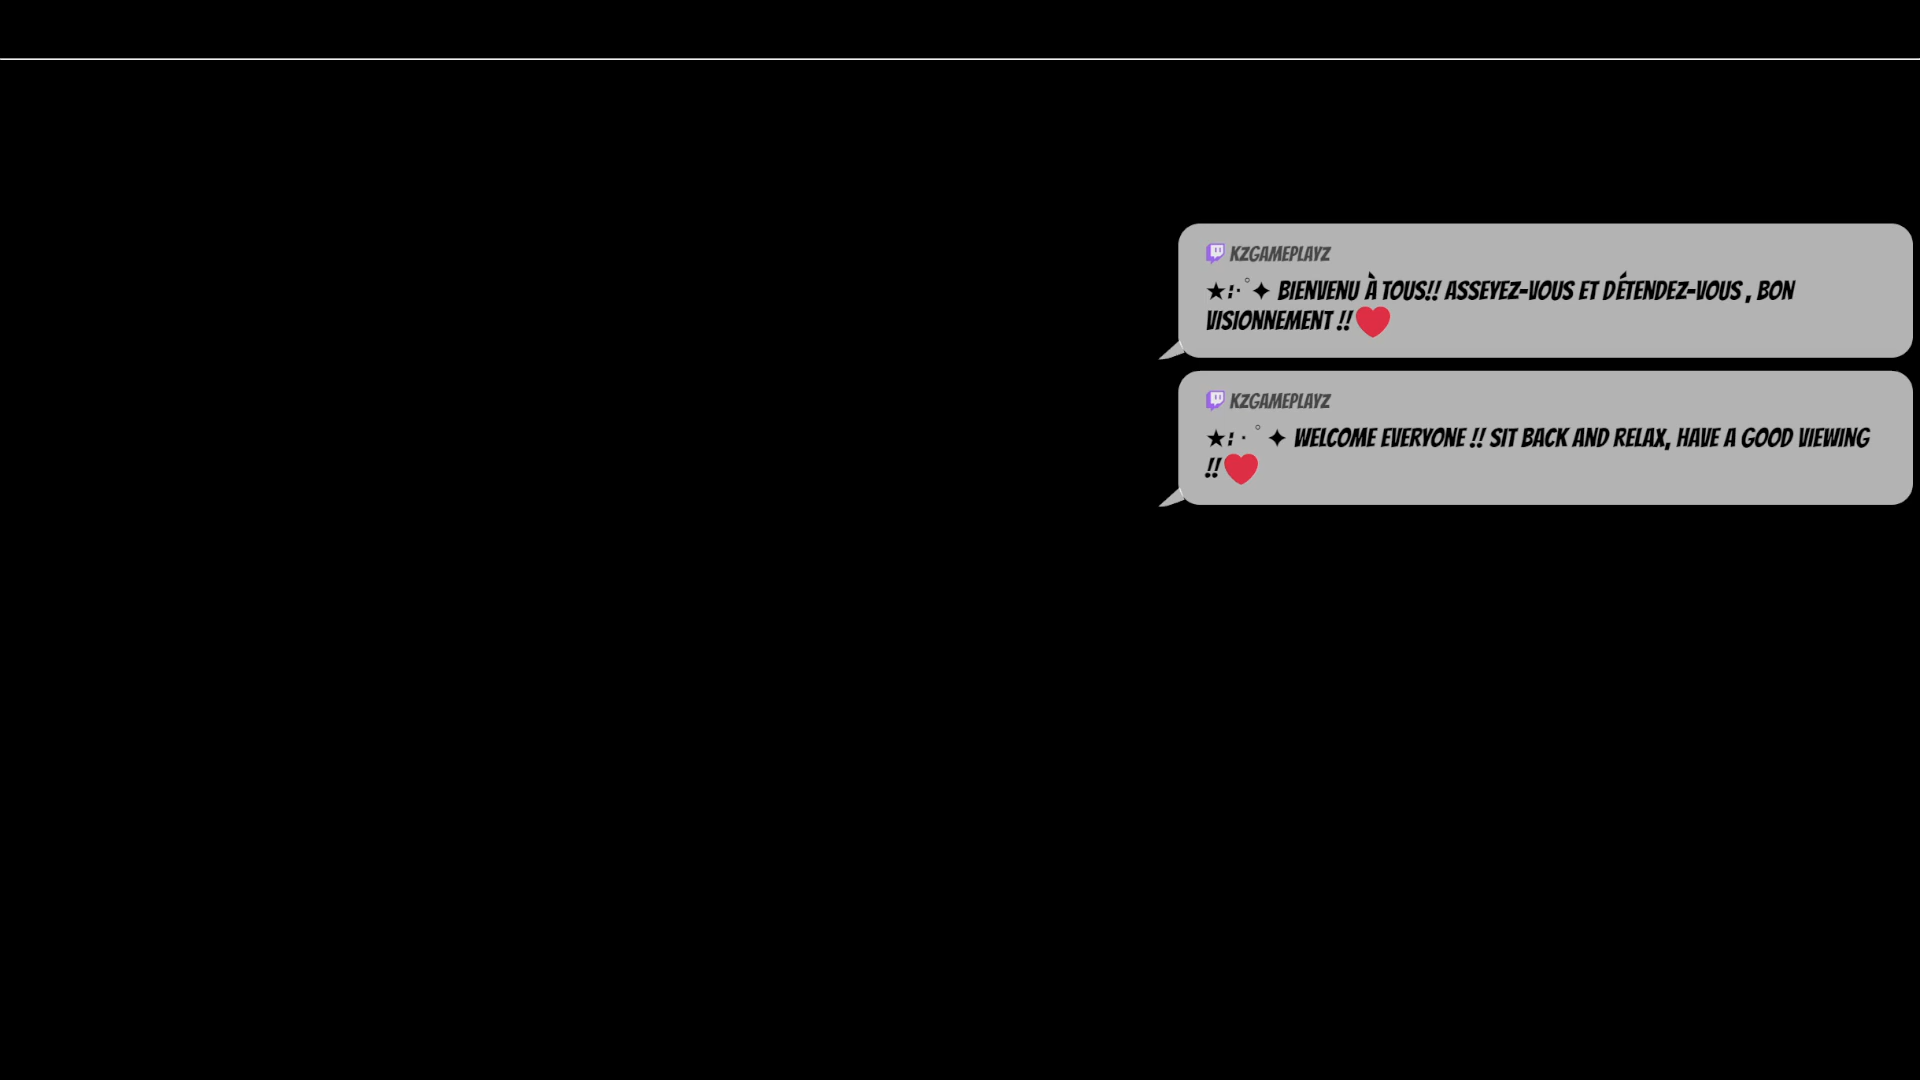 KZGAMEPLAYZ
★:·˚✦ BIENVENU À TOUS!! ASSEYEZ-VOUS ET DÉTENDEZ-VOUS , BON
VISIONNEMENT !! ❤
KZGAMEPLAYZ
★: · ˚ ✦ WELCOME EVERYONE !! SIT BACK AND RELAX, HAVE A GOOD VIEWING
!! ❤